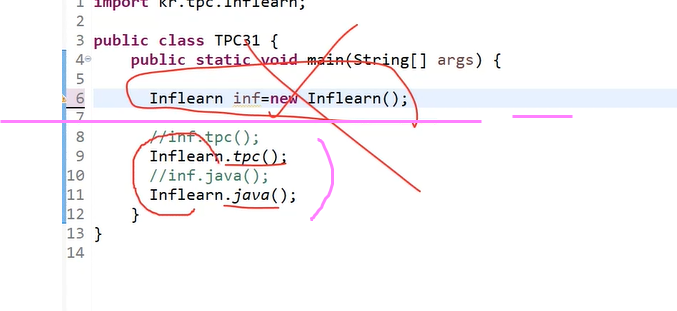 1 import kr.tpc.Inflearn;
2
3 public class TPC31 {
4 public static void main(String[] args) {
5
6 Inflearn inf=new Inflearn();
7
8 //inf.tpc();
9 Inflearn.tpc();
10 //inf.java();
11 Inflearn.java();
12 }
13 }
14